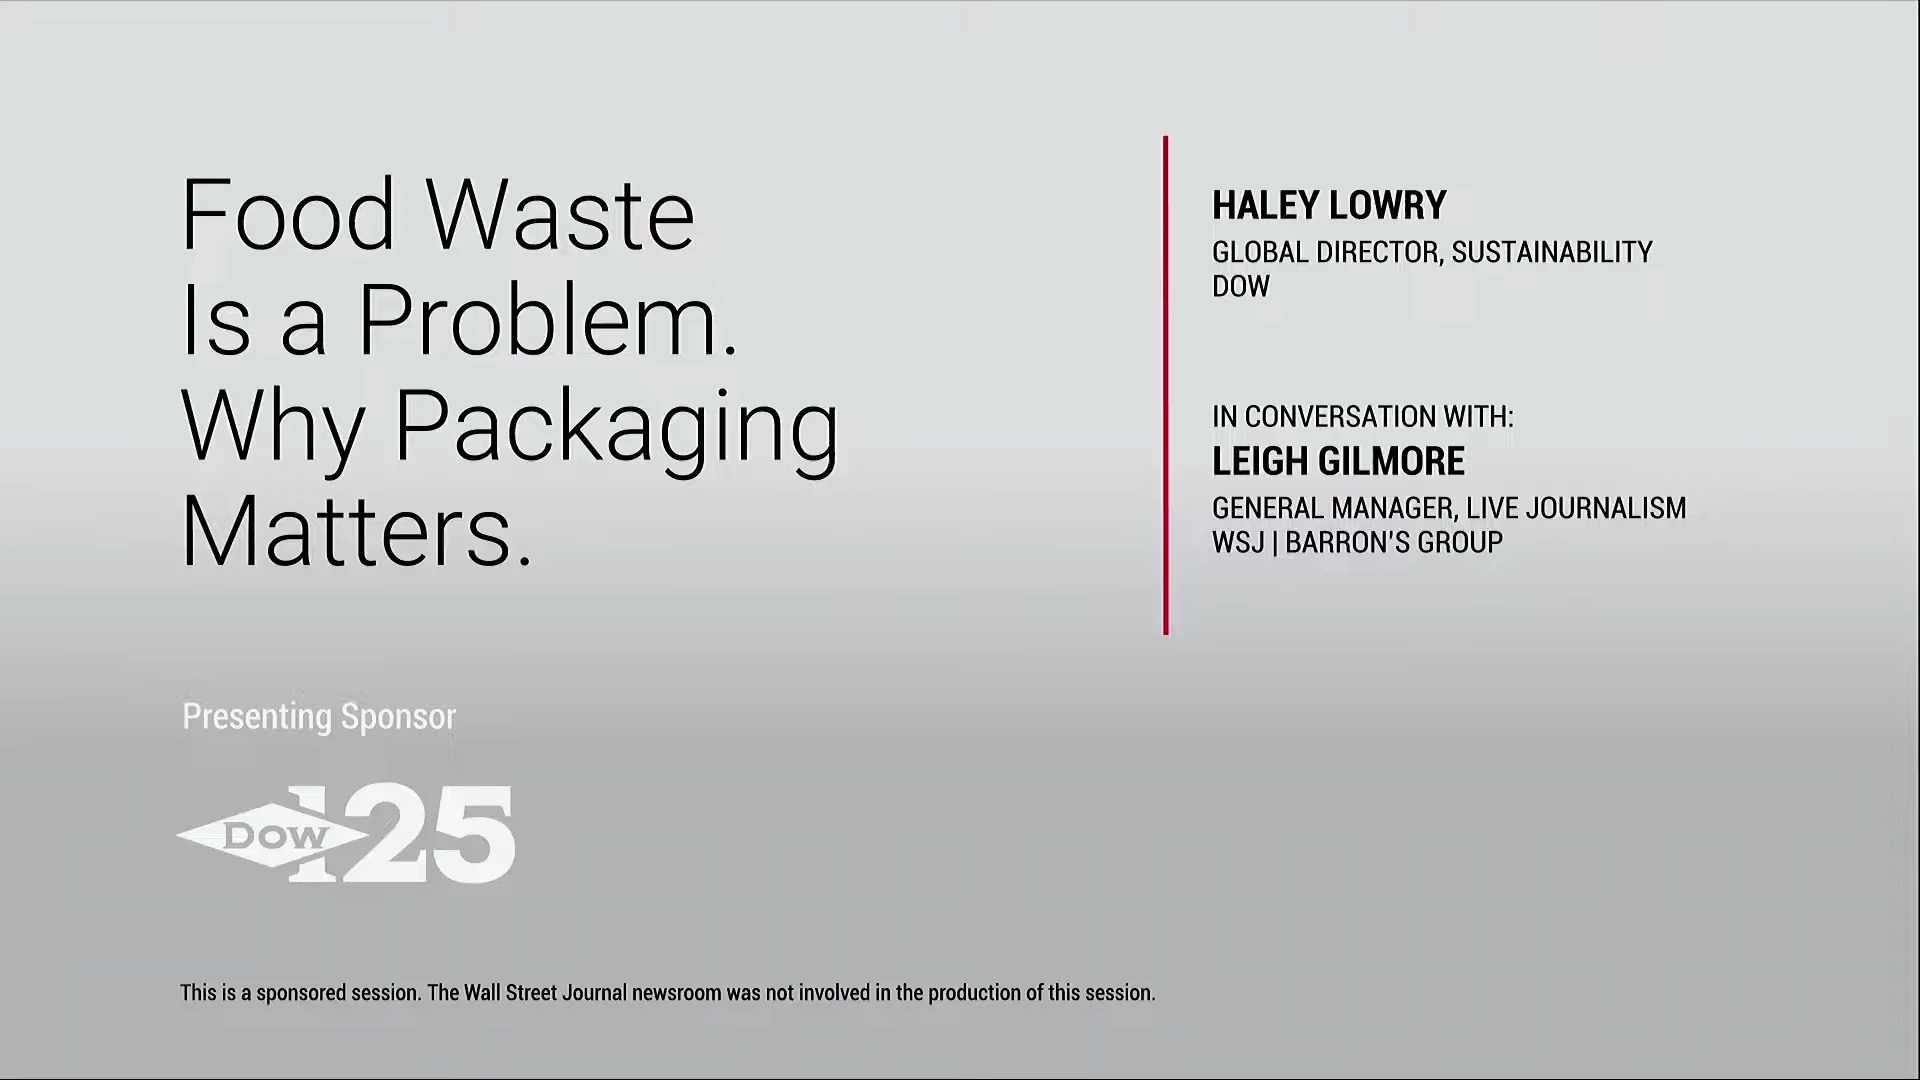 Food Waste
Is a Problem.
Why Packaging
Matters.
HALEY LOWRY
GLOBAL DIRECTOR, SUSTAINABILITY
DOW
IN CONVERSATION WITH:
LEIGH GILMORE
GENERAL MANAGER, LIVE JOURNALISM
WSJ | BARRON'S GROUP
Presenting Sponsor
DOW 125
This is a sponsored session. The Wall Street Journal newsroom was not involved in the production of this session.